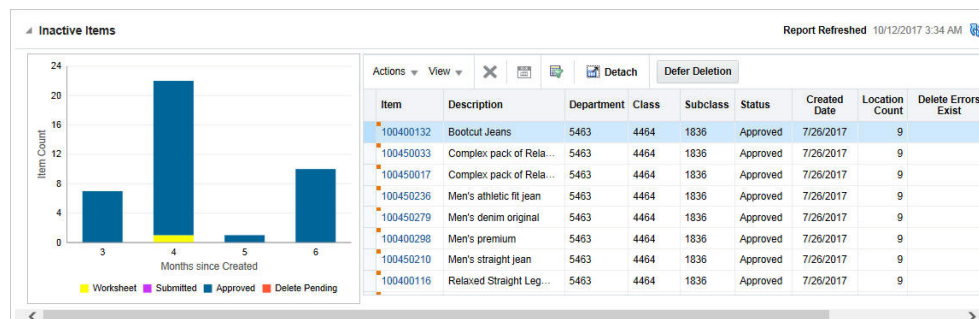 Inactive Items
Report Refreshed 10/12/2017 3:34 AM
24
20
16
12
8
4
0
Item Count
3 4 5 6
Months since Created
Worksheet Submitted Approved Delete Pending
Actions View Detach Defer Deletion
Item Description Department Class Subclass Status Created Date Location Count Delete Errors Exist
100400132 Bootcut Jeans 5463 4464 1836 Approved 7/26/2017 9
100450033 Complex pack of Rela... 5463 4464 1836 Approved 7/26/2017 9
100450017 Complex pack of Rela... 5463 4464 1836 Approved 7/26/2017 9
100450236 Men's athletic fit jean 5463 4464 1836 Approved 7/26/2017 9
100450279 Men's denim original 5463 4464 1836 Approved 7/26/2017 9
100400298 Men's premium 5463 4464 1836 Approved 7/26/2017 9
100450210 Men's straight jean 5463 4464 1836 Approved 7/26/2017 9
100400116 Relaxed Straight Leg... 5463 4464 1836 Approved 7/26/2017 9